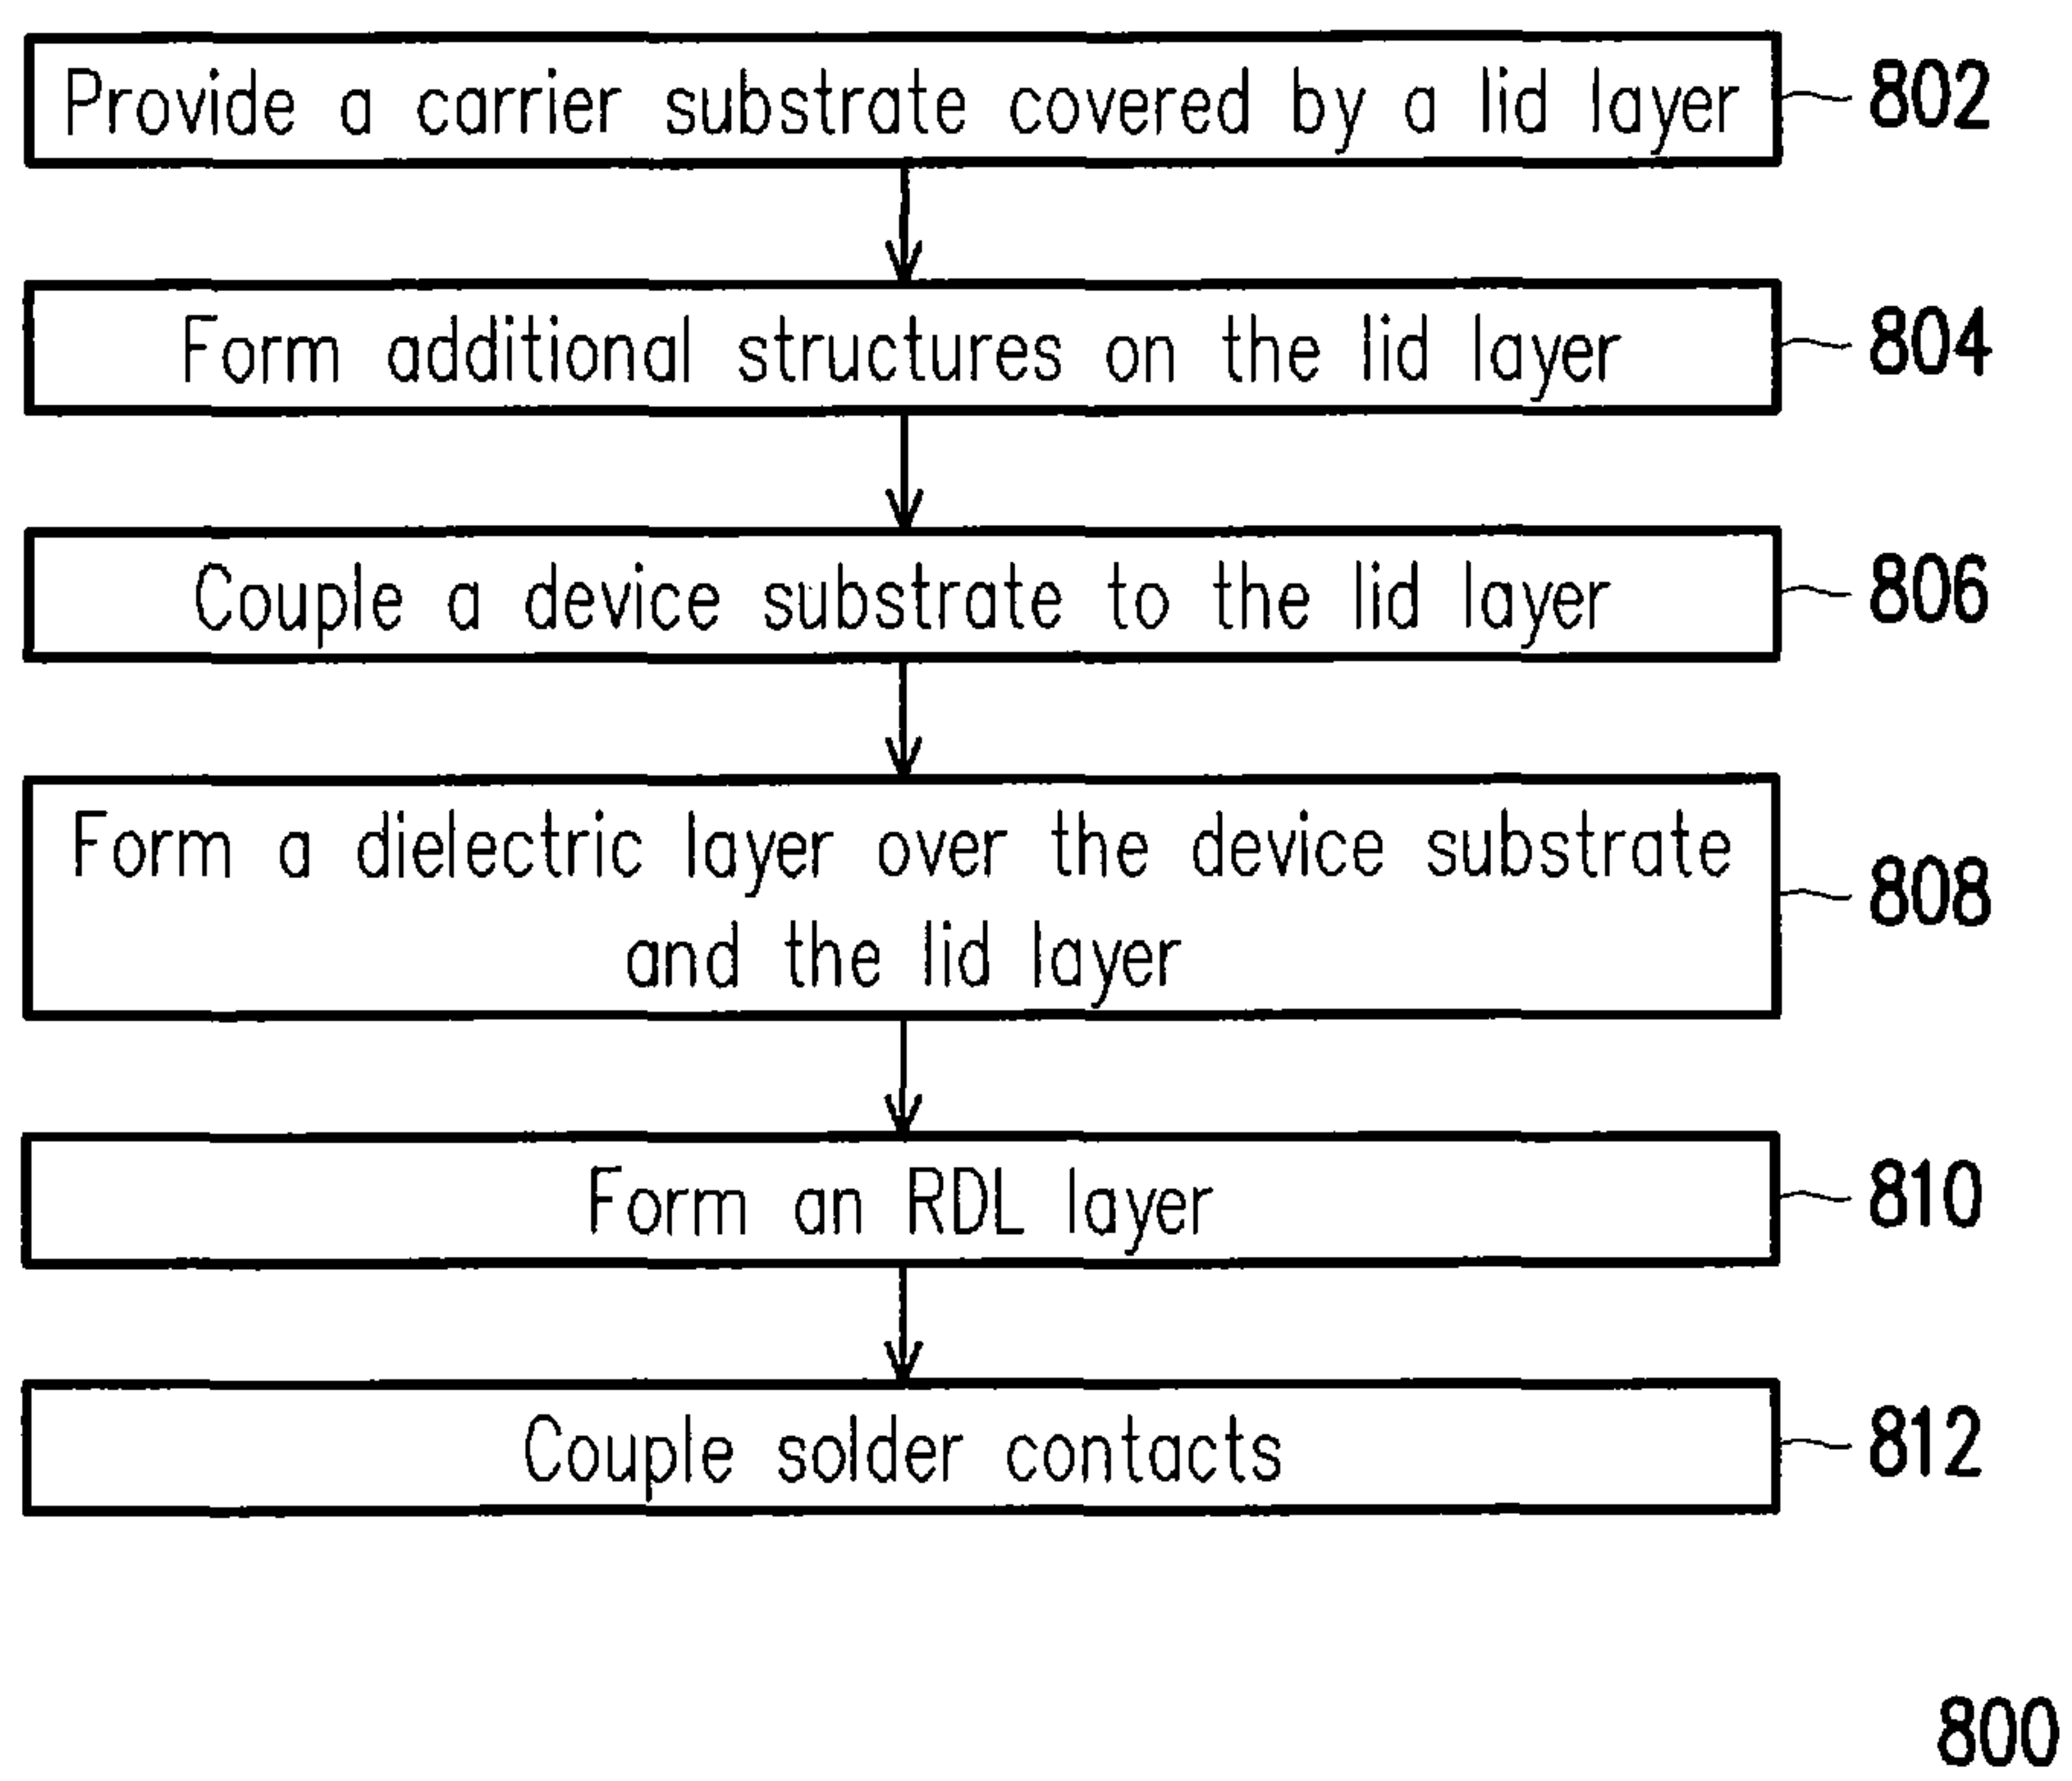 Provide a carrier substrate covered by a lid layer
802
Form additional structures on the lid layer
804
Couple a device substrate to the lid layer
806
Form a dielectric layer over the device substrate
and the lid layer
808
Form an RDL layer
810
Couple solder contacts
812
800